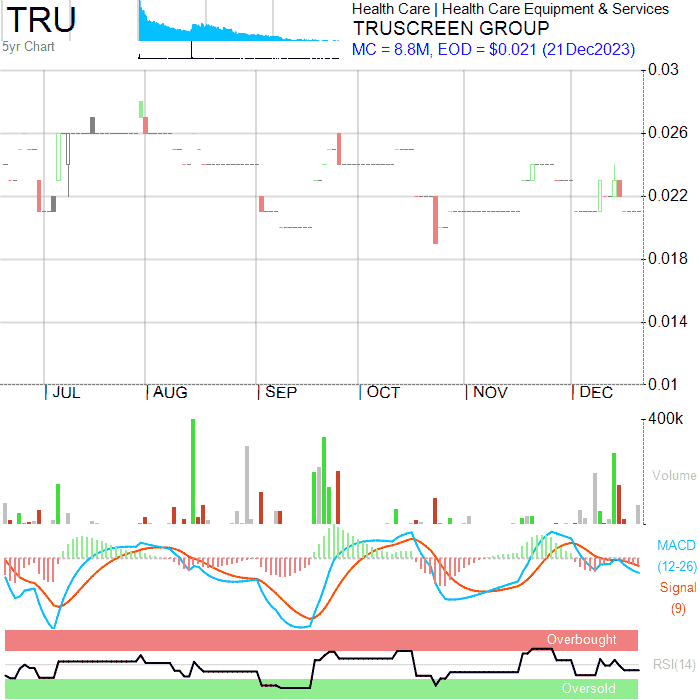 TRU
5yr Chart
Health Care | Health Care Equipment & Services
TRUSCREEN GROUP
MC = 8.8M, EOD = $0.021 (21Dec2023)
0.03
0.026
0.022
0.018
0.014
0.01
JUL AUG SEP OCT NOV DEC
400k
Volume
MACD
(12-26)
Signal
(9)
Overbought
RSI(14)
Oversold